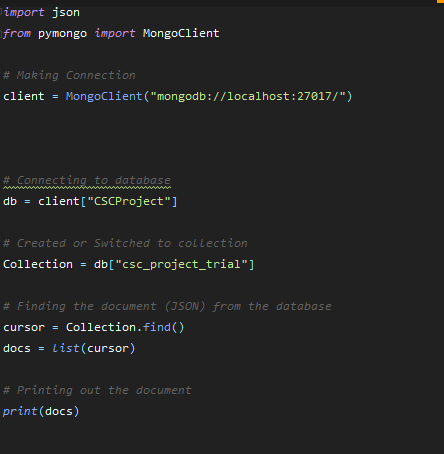 import json
from pymongo import MongoClient
# Making Connection
client = MongoClient("mongodb://localhost:27017/")
# Connecting to database
db = client["CSCProject"]
# Created or Switched to collection
Collection = db["csc_project_trial"]
# Finding the document (JSON) from the database
cursor = Collection.find()
docs = list(cursor)
# Printing out the document
print(docs)